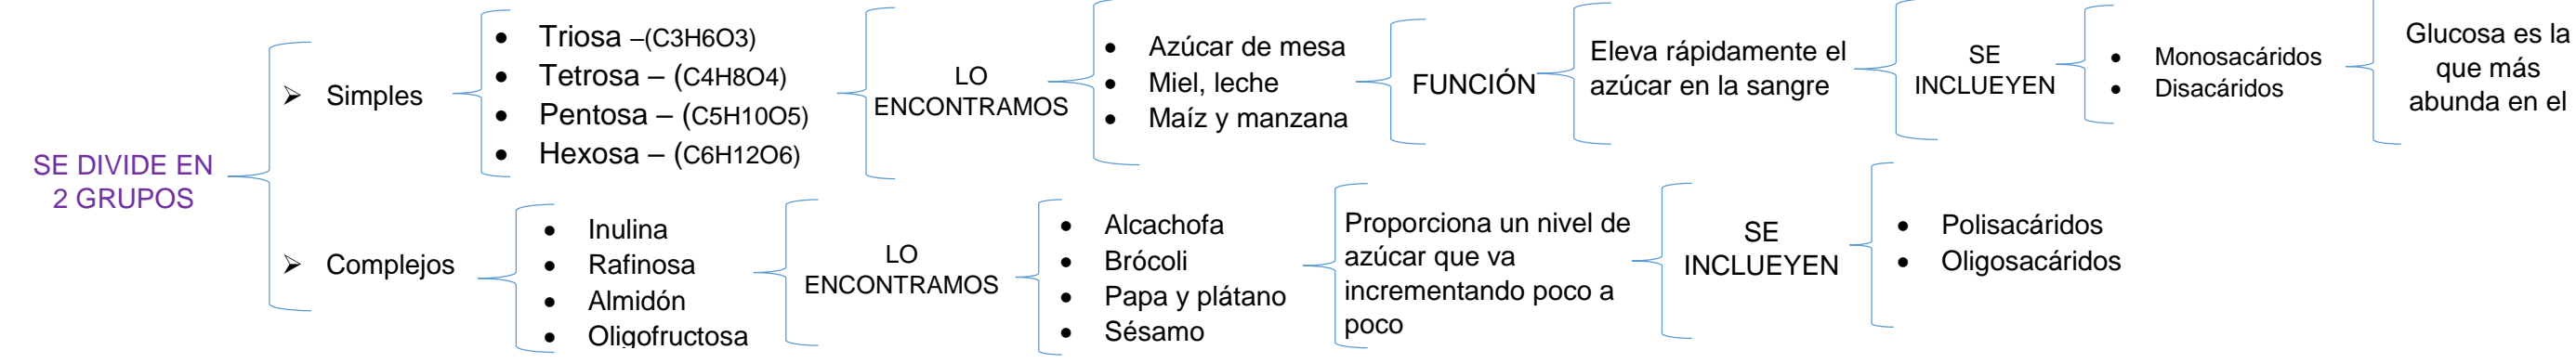 SE DIVIDE EN
2 GRUPOS
➢ Simples
• Triosa –(C3H6O3)
• Tetrosa – (C4H8O4)
• Pentosa – (C5H10O5)
• Hexosa – (C6H12O6)
LO
ENCONTRAMOS
• Azúcar de mesa
• Miel, leche
• Maíz y manzana
FUNCIÓN
Eleva rápidamente el
azúcar en la sangre
SE
INCLUEYEN
• Monosacáridos
• Disacáridos
Glucosa es la
que más
abunda en el
➢ Complejos
• Inulina
• Rafinosa
• Almidón
• Oligofructosa
LO
ENCONTRAMOS
• Alcachofa
• Brócoli
• Papa y plátano
• Sésamo
Proporciona un nivel de
azúcar que va
incrementando poco a
poco
SE
INCLUEYEN
• Polisacáridos
• Oligosacáridos